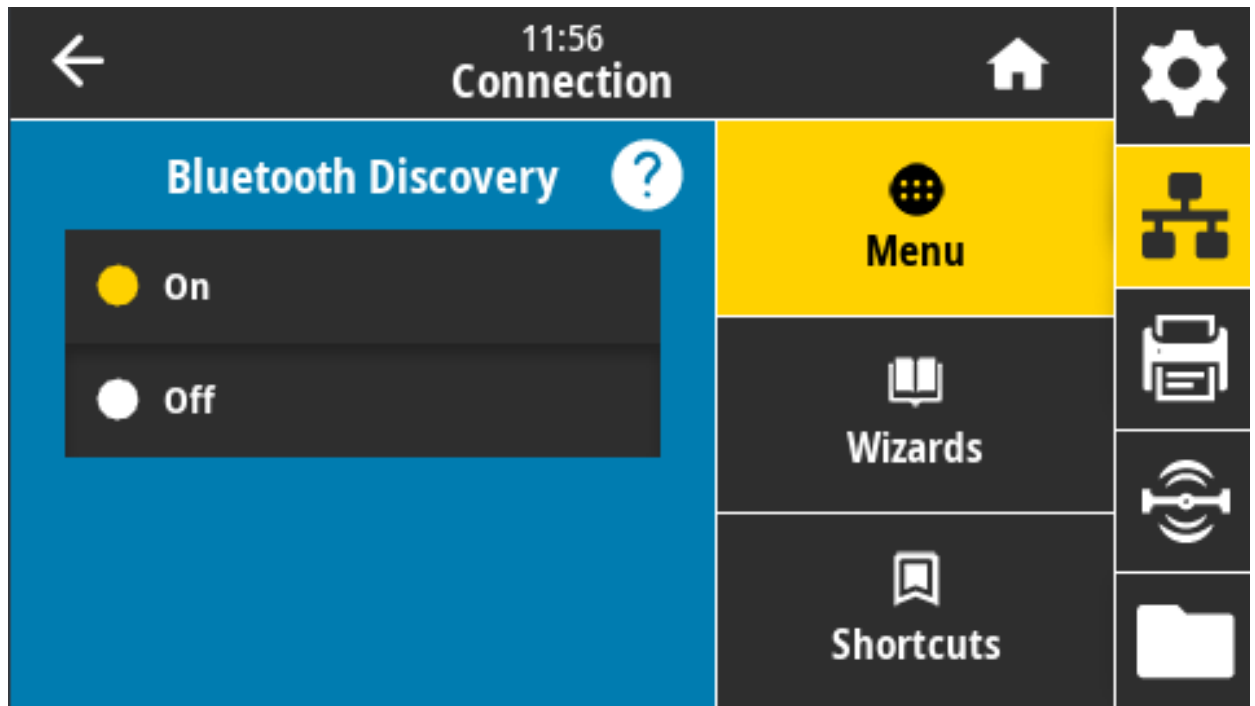 11:56
Connection
Bluetooth Discovery
?
On
Off
Menu
Wizards
Shortcuts